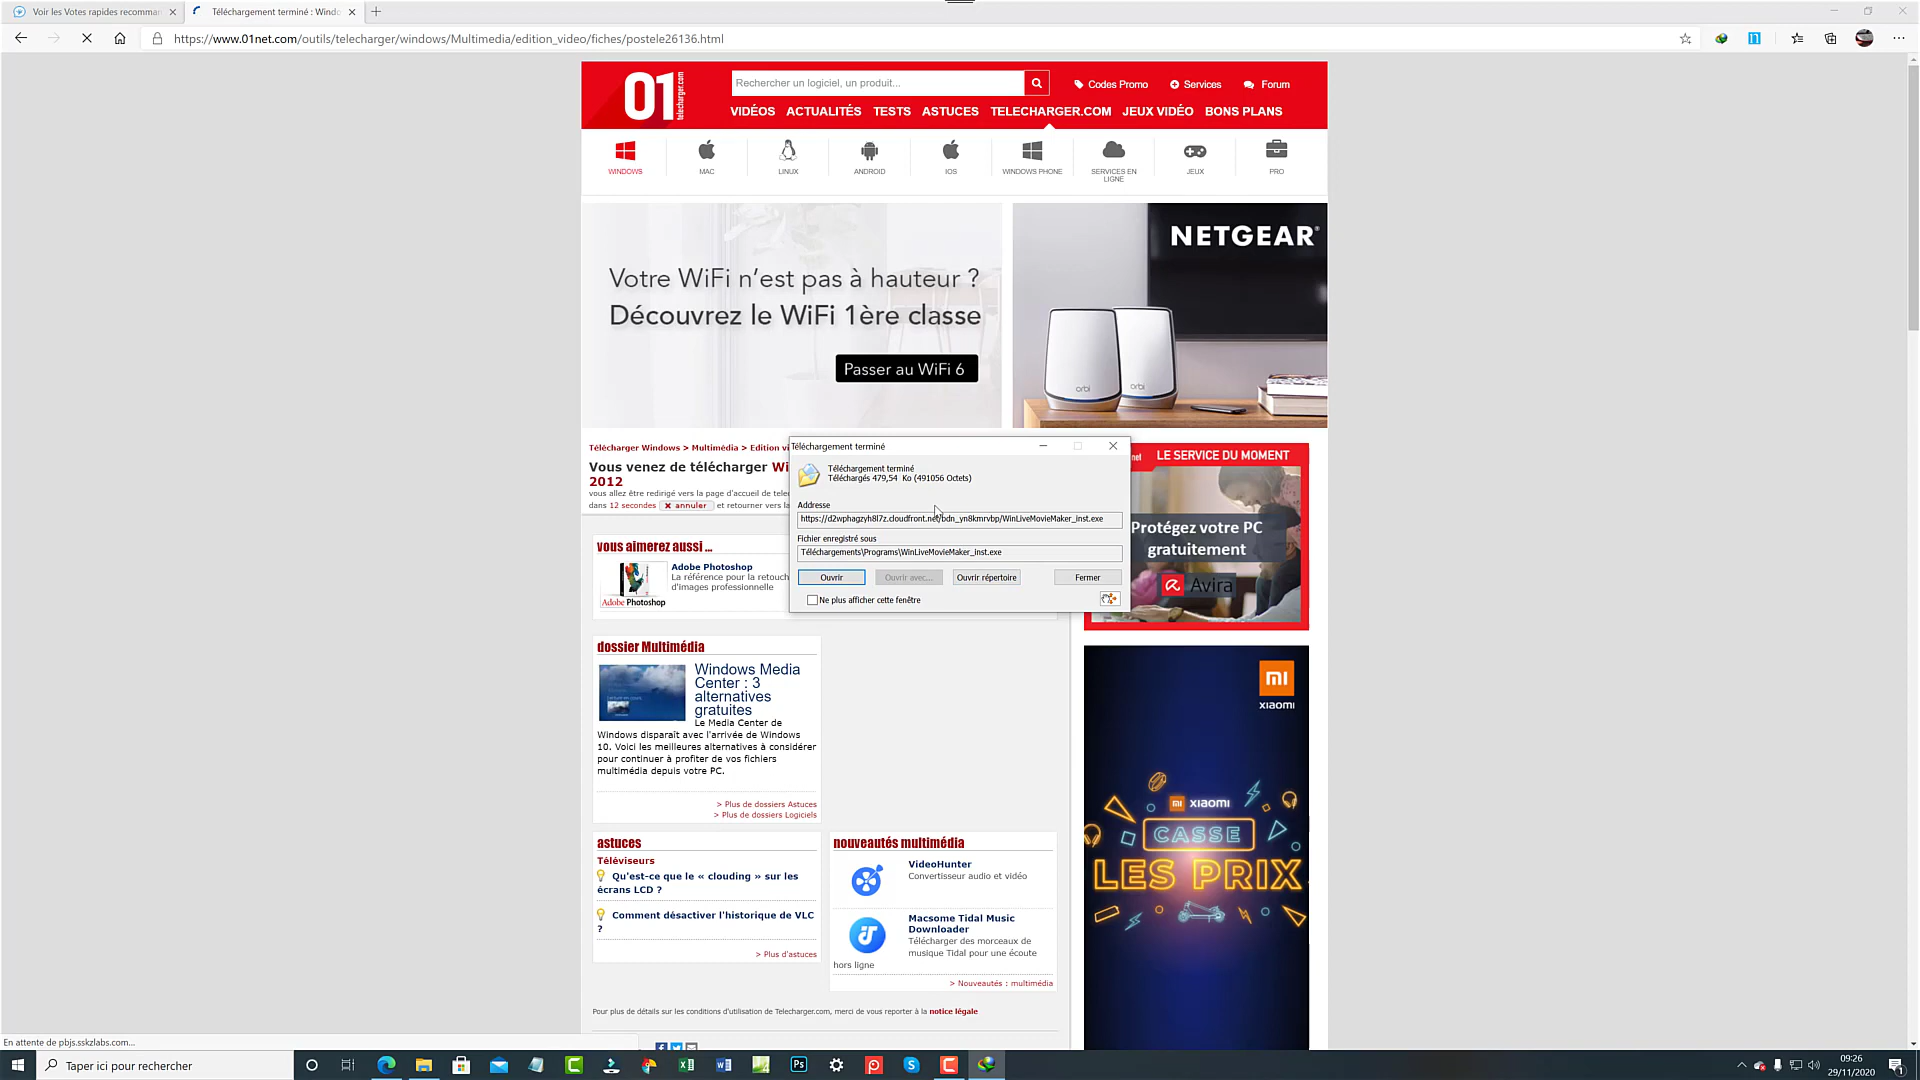 Voir les Votes rapides recomman
Téléchargement terminé : Windo
https://www.01net.com/outils/telecharger/windows/Multimedia/edition_video/fiches/postele26136.html
01
telecharger.com
Rechercher un logiciel, un produit...
Codes Promo
Services
Forum
VIDÉOS
ACTUALITÉS
TESTS
ASTUCES
TELECHARGER.COM
JEUX VIDÉO
BONS PLANS
WINDOWS
MAC
LINUX
ANDROID
IOS
WINDOWS PHONE
SERVICES EN
LIGNE
JEUX
PRO
Votre WiFi n'est pas à hauteur ?
Découvrez le WiFi 1ère classe
Passer au WiFi 6
NETGEAR
orbi
orbi
Télécharger Windows > Multimédia > Edition vi
Vous venez de télécharger Wi
2012
vous allez être redirigé vers la page d'accueil de tele
dans 12 secondes
annuler
et retourner vers la
Téléchargement terminé
Téléchargement terminé
Téléchargés 479,54 Ko (491056 Octets)
Addresse
https://d2wphagzyh8l7z.cloudfront.net/bdn_yn8kmrvbp/WinLiveMovieMaker_inst.exe
Fichier enregistré sous
Téléchargements\Programs\WinLiveMovieMaker_inst.exe
Ouvrir
Ouvrir avec...
Ouvrir répertoire
Fermer
Ne plus afficher cette fenêtre
net
LE SERVICE DU MOMENT
Protégez votre PC
gratuitement
Avira
vous aimerez aussi ...
Adobe Photoshop
Adobe Photoshop
La référence pour la retouch
d'images professionnelle
dossier Multimédia
Windows Media
Center : 3
alternatives
gratuites
Le Media Center de
Windows disparaît avec l'arrivée de Windows
10. Voici les meilleures alternatives à considérer
pour continuer à profiter de vos fichiers
multimédia depuis votre PC.
> Plus de dossiers Astuces
> Plus de dossiers Logiciels
astuces
Téléviseurs
Qu'est-ce que le « clouding » sur les
écrans LCD ?
Comment désactiver l'historique de VLC
?
> Plus d'astuces
nouveautés multimédia
VideoHunter
Convertisseur audio et vidéo
Macsome Tidal Music
Downloader
Télécharger des morceaux de
musique Tidal pour une écoute
hors ligne
> Nouveautés : multimédia
mi
xiaomi
mi xiaomi
CASSE
LES PRIX
Pour plus de détails sur les conditions d'utilisation de Telecharger.com, merci de vous reporter à la notice légale
En attente de pbjs.sskzlabs.com...
Taper ici pour rechercher
Ps
09:26
29/11/2020
1